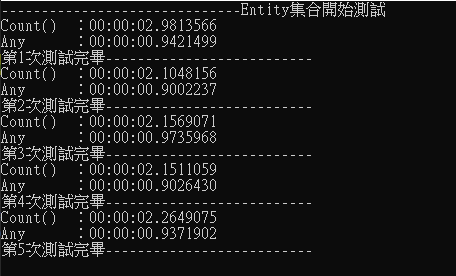 ------------------------------Entity集合開始測試
Count()  :00:00:02.9813566
Any      :00:00:00.9421499
第1次測試完畢--------------------------
Count()  :00:00:02.1048156
Any      :00:00:00.9002237
第2次測試完畢--------------------------
Count()  :00:00:02.1569071
Any      :00:00:00.9735968
第3次測試完畢--------------------------
Count()  :00:00:02.1511059
Any      :00:00:00.9026430
第4次測試完畢--------------------------
Count()  :00:00:02.2649075
Any      :00:00:00.9371902
第5次測試完畢--------------------------